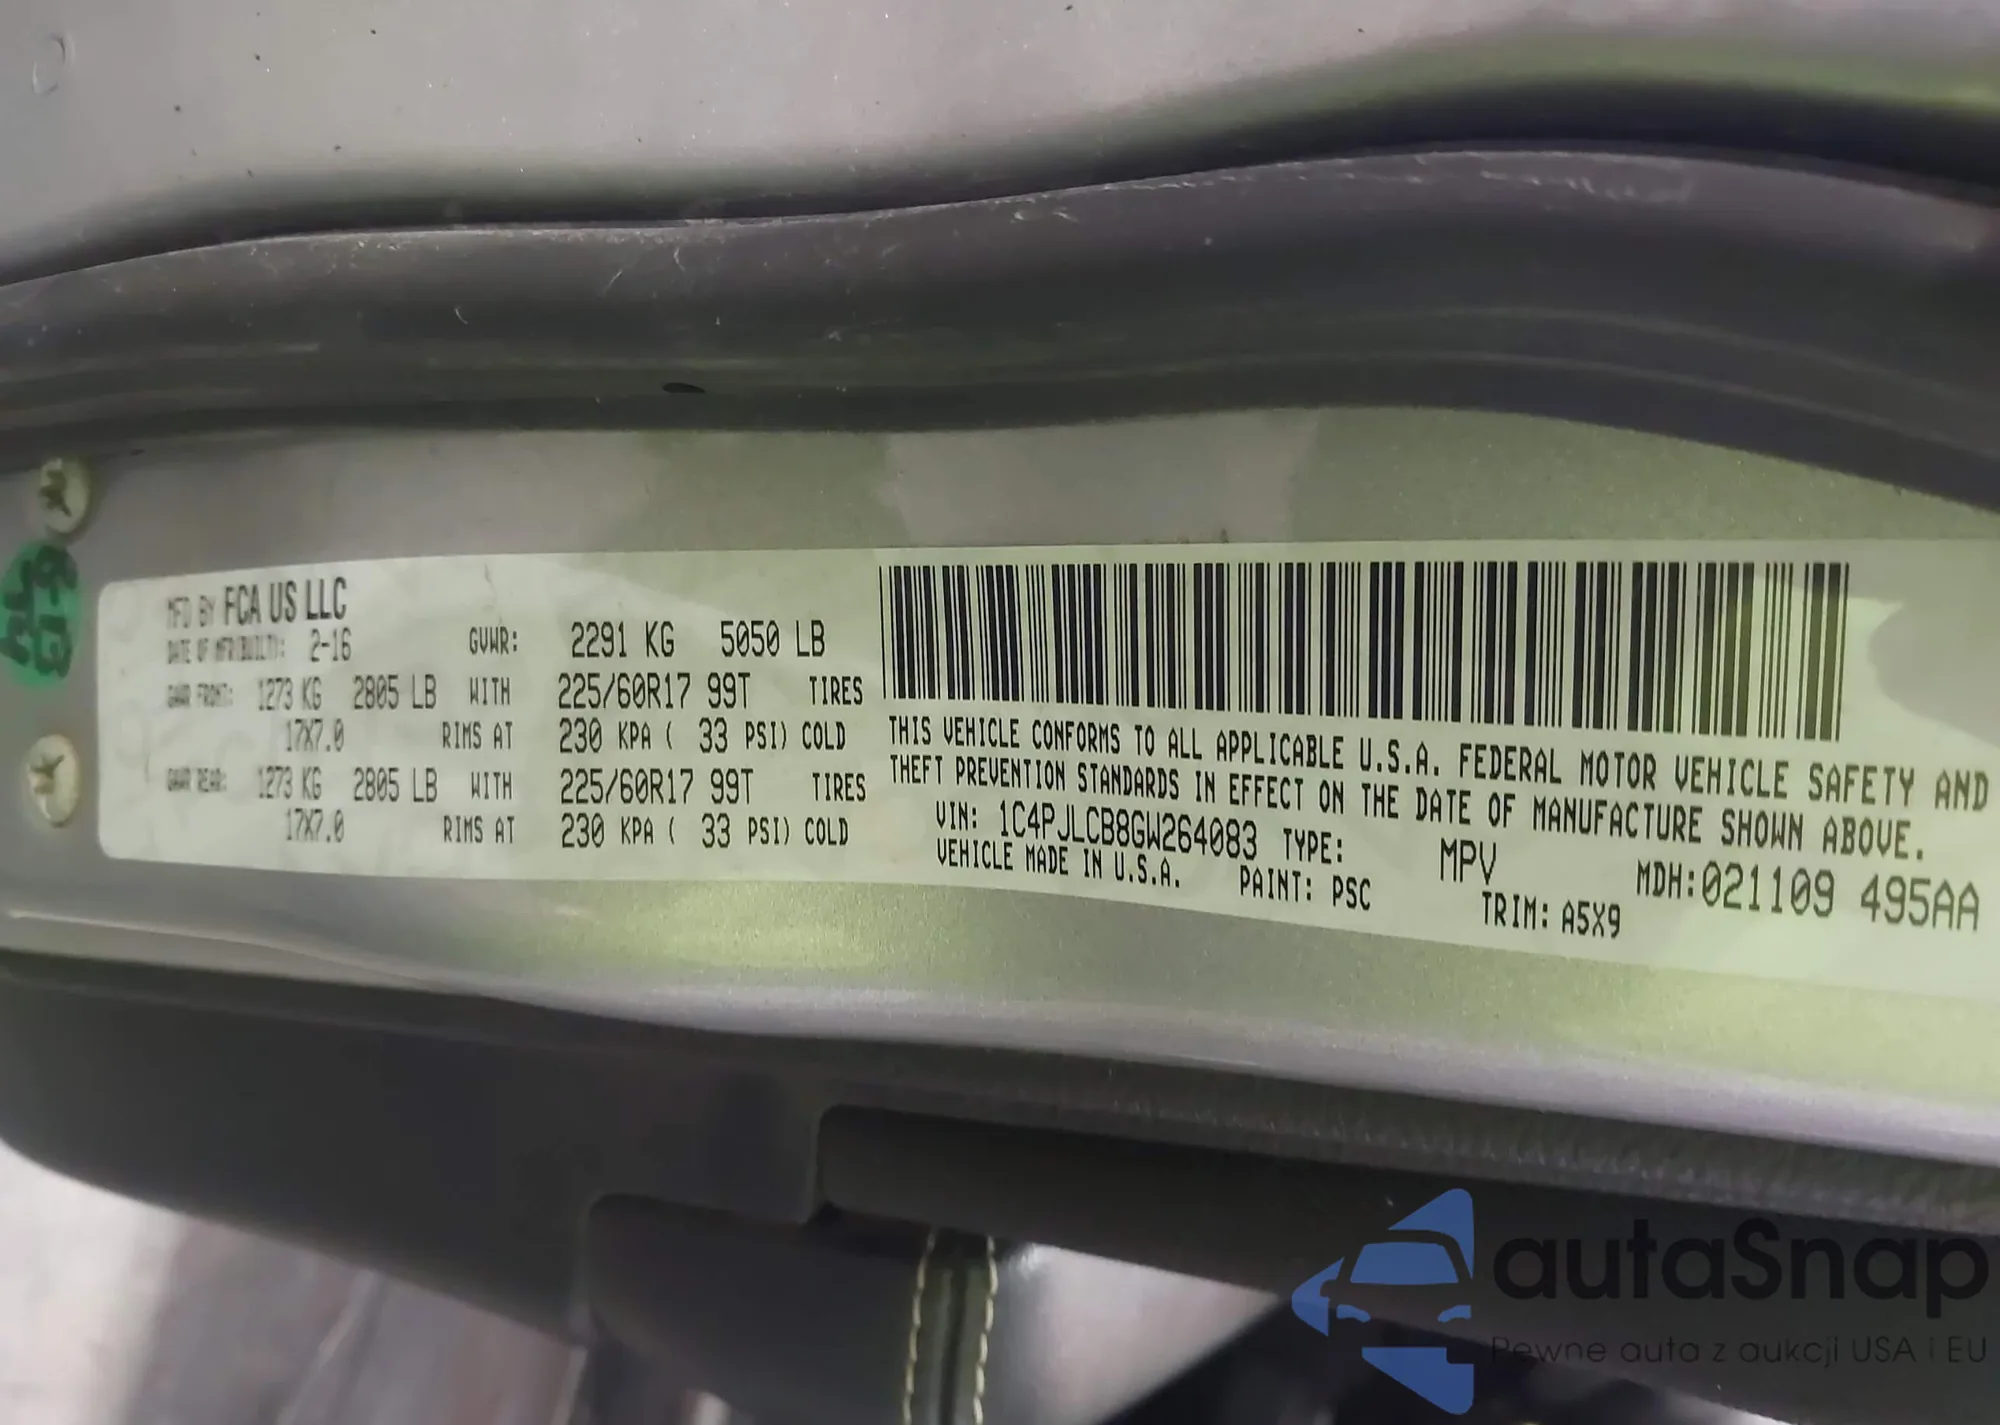 MFD BY FCA US LLC
DATE OF MFR(BUILT): 2-16 GVWR: 2291 KG 5050 LB
GAWR FRONT: 1273 KG 2805 LB WITH 225/60R17 99T TIRES
17X7.0 RIMS AT 230 KPA ( 33 PSI) COLD
GAWR REAR: 1273 KG 2805 LB WITH 225/60R17 99T TIRES
17X7.0 RIMS AT 230 KPA ( 33 PSI) COLD
THIS VEHICLE CONFORMS TO ALL APPLICABLE U.S.A. FEDERAL MOTOR VEHICLE SAFETY AND
THEFT PREVENTION STANDARDS IN EFFECT ON THE DATE OF MANUFACTURE SHOWN ABOVE.
VIN: 1C4PJLCB8GW264083 TYPE: MPV MDH:021109 495AA
VEHICLE MADE IN U.S.A. PAINT: PSC TRIM: A5X9
autaSnap
Pewne auta z aukcji USA i EU